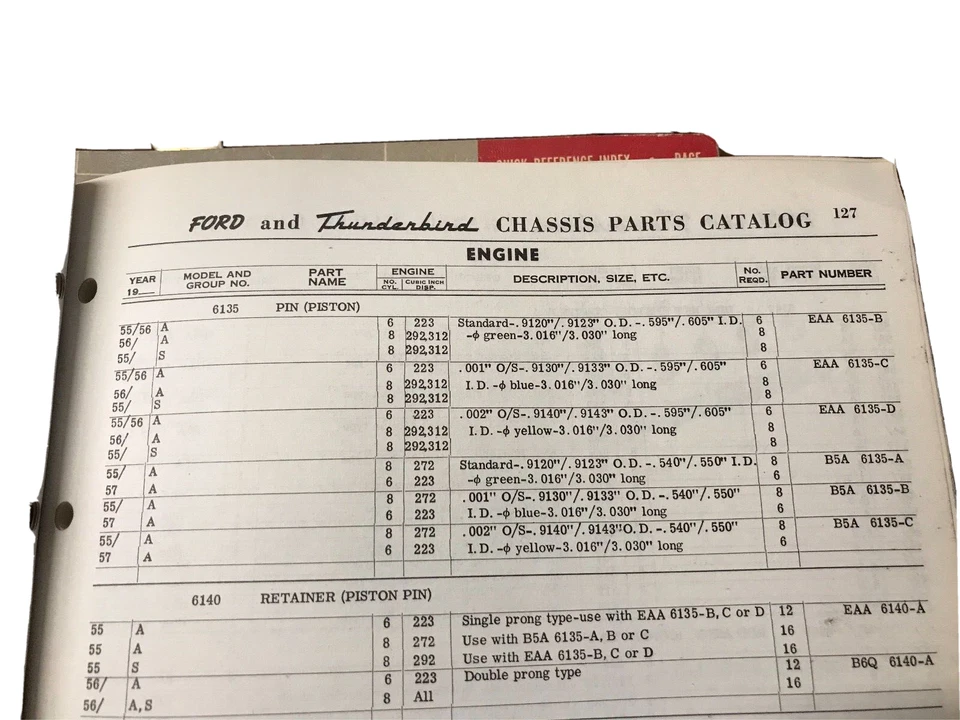 QUICK REFERENCE INDEX PAGE
FORD and Thunderbird CHASSIS PARTS CATALOG 127
ENGINE
YEAR 19___ MODEL AND GROUP NO. PART NAME ENGINE NO. CYL. CUBIC INCH DISP. DESCRIPTION, SIZE, ETC. No. REQD. PART NUMBER
6135 PIN (PISTON)
55/56 A 6 223 Standard-.9120"/.9123" O.D.-.595"/.605" I.D. 6 EAA 6135-B
56/ A 8 292,312 -φ green-3.016"/3.030" long 8
55/ S 8 292,312 8
55/56 A 6 223 .001" O/S-.9130"/.9133" O.D.-.595"/.605" 6 EAA 6135-C
56/ A 8 292,312 I.D.-φ blue-3.016"/3.030" long 8
55/ S 8 292,312 8
55/56 A 6 223 .002" O/S-.9140"/.9143" O.D.-.595"/.605" 6 EAA 6135-D
56/ A 8 292,312 I.D.-φ yellow-3.016"/3.030" long 8
55/ S 8 292,312 8
55/ A 8 272 Standard-.9120"/.9123" O.D.-.540"/.550" I.D. 8 B5A 6135-A
57 A 6 223 -φ green-3.016"/3.030" long 6
55/ A 8 272 .001" O/S-.9130"/.9133" O.D.-.540"/.550" 8 B5A 6135-B
57 A 6 223 I.D.-φ blue-3.016"/3.030" long 6
55/ A 8 272 .002" O/S-.9140"/.9143"O.D.-.540"/.550" 8 B5A 6135-C
57 A 6 223 I.D.-φ yellow-3.016"/3.030" long 6
6140 RETAINER (PISTON PIN)
55 A 6 223 Single prong type-use with EAA 6135-B, C or D 12 EAA 6140-A
55 A 8 272 Use with B5A 6135-A, B or C 16
55 S 8 292 Use with EAA 6135-B, C or D 16
56/ A 6 223 Double prong type 12 B6Q 6140-A
56/ A,S 8 All 16